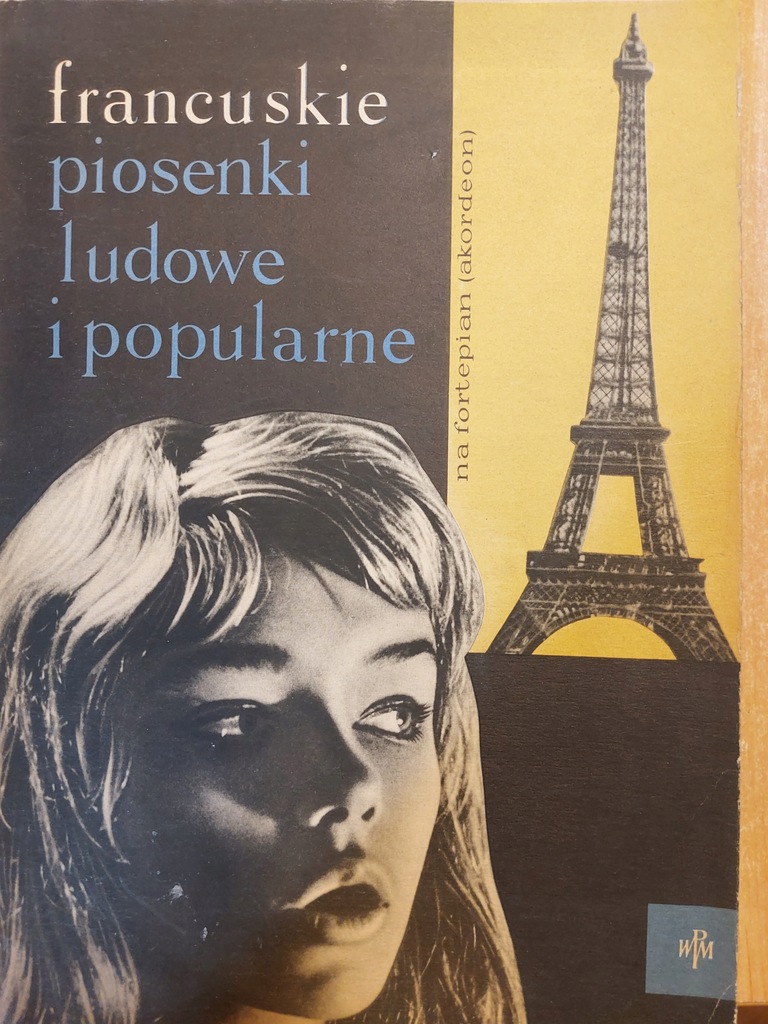 francuskie
piosenki
ludowe
i popularne
na fortepian (akordeon)
WPM